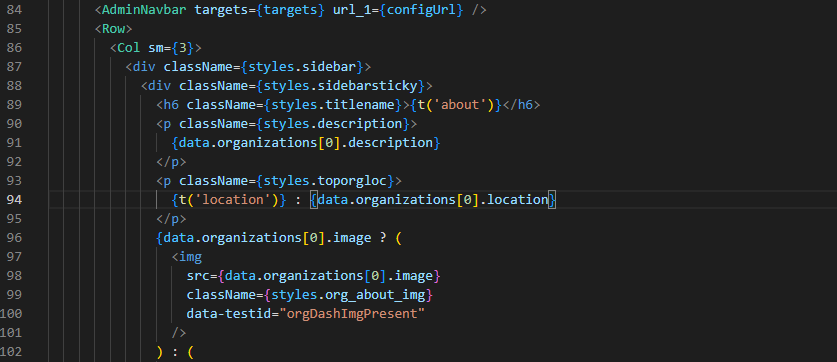 84 <AdminNavbar targets={targets} url_1={configUrl} />
85 <Row>
86 <Col sm={3}>
87 <div className={styles.sidebar}>
88 <div className={styles.sidebarsticky}>
89 <h6 className={styles.titlename}>{t('about')}</h6>
90 <p className={styles.description}>
91 {data.organizations[0].description}
92 </p>
93 <p className={styles.toporgloc}>
94 {t('location')} : {data.organizations[0].location}
95 </p>
96 {data.organizations[0].image ? (
97 <img
98 src={data.organizations[0].image}
99 className={styles.org_about_img}
100 data-testid="orgDashImgPresent"
101 />
102 ) : (